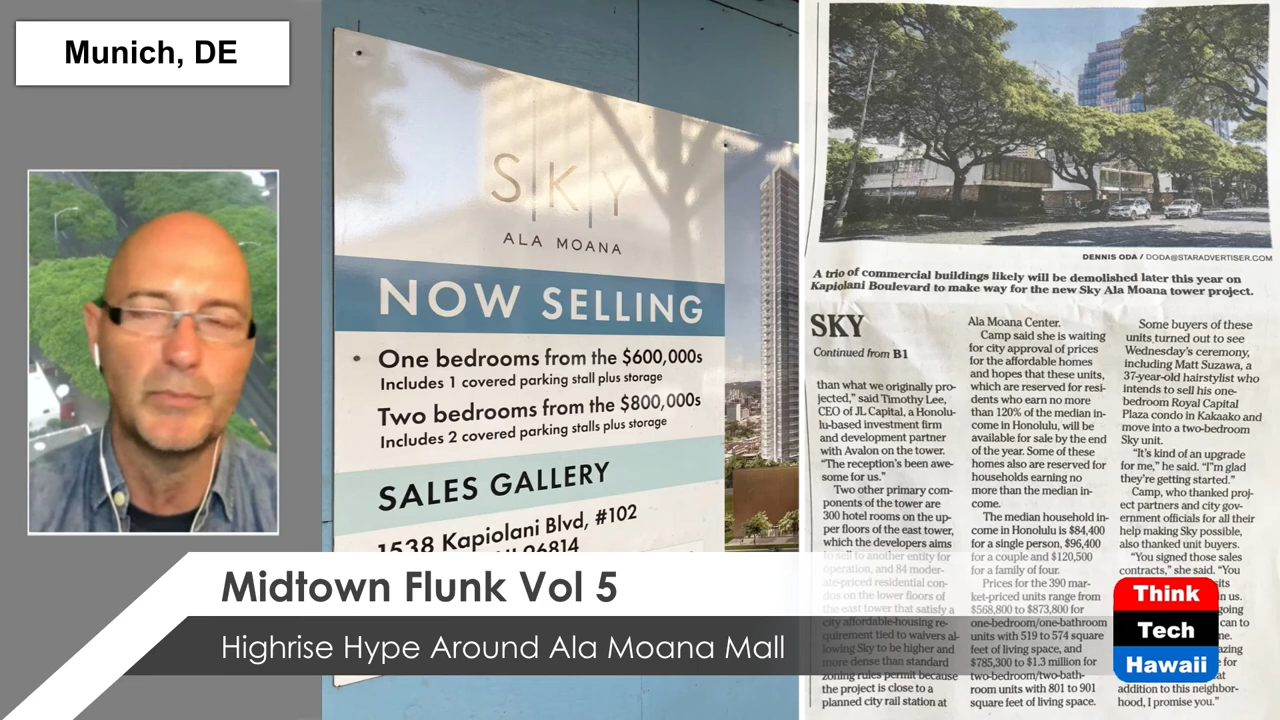 Munich, DE
SKY
ALA MOANA
NOW SELLING
• One bedrooms from the $600,000s
Includes 1 covered parking stall plus storage
Two bedrooms from the $800,000s
Includes 2 covered parking stalls plus storage
SALES GALLERY
1538 Kapiolani Blvd, #102
96814
DENNIS ODA / DODA@STARADVERTISER.COM
A trio of commercial buildings likely will be demolished later this year on
Kapiolani Boulevard to make way for the new Sky Ala Moana tower project.
SKY
Continued from B1
than what we originally pro-
jected,” said Timothy Lee,
CEO of JL Capital, a Honolu-
lu-based investment firm
and development partner
with Avalon on the tower.
“The reception’s been awe-
some for us.”
Two other primary com-
ponents of the tower are
300 hotel rooms on the up-
per floors of the east tower,
which the developers aims
to sell to another entity for
operation, and 84 moder-
ate-priced residential con-
dos on the lower floors of
the east tower that satisfy a
city affordable-housing re-
quirement tied to waivers al-
lowing Sky to be higher and
more dense than standard
zoning rules permit because
the project is close to a
planned city rail station at
Ala Moana Center.
Camp said she is waiting
for city approval of prices
for the affordable homes
and hopes that these units,
which are reserved for resi-
dents who earn no more
than 120% of the median in-
come in Honolulu, will be
available for sale by the end
of the year. Some of these
homes also are reserved for
households earning no
more than the median in-
come.
The median household in-
come in Honolulu is $84,400
for a single person, $96,400
for a couple and $120,500
for a family of four.
Prices for the 390 mar-
ket-priced units range from
$568,800 to $873,800 for
one-bedroom/one-bathroom
units with 519 to 574 square
feet of living space, and
$785,300 to $1.3 million for
two-bedroom/two-bath-
room units with 801 to 901
square feet of living space.
Some buyers of these
units turned out to see
Wednesday’s ceremony,
including Matt Suzawa, a
37-year-old hairstylist who
intends to sell his one-
bedroom Royal Capital
Plaza condo in Kakaako and
move into a two-bedroom
Sky unit.
“It’s kind of an upgrade
for me,” he said. “I’m glad
they’re getting started.”
Camp, who thanked proj-
ect partners and city gov-
ernment officials for all their
help making Sky possible,
also thanked unit buyers.
“You signed those sales
contracts,” she said. “You
in us.
going
can to
for
addition to this neighbor-
hood, I promise you.”
Midtown Flunk Vol 5
Highrise Hype Around Ala Moana Mall
Think
Tech
Hawaii